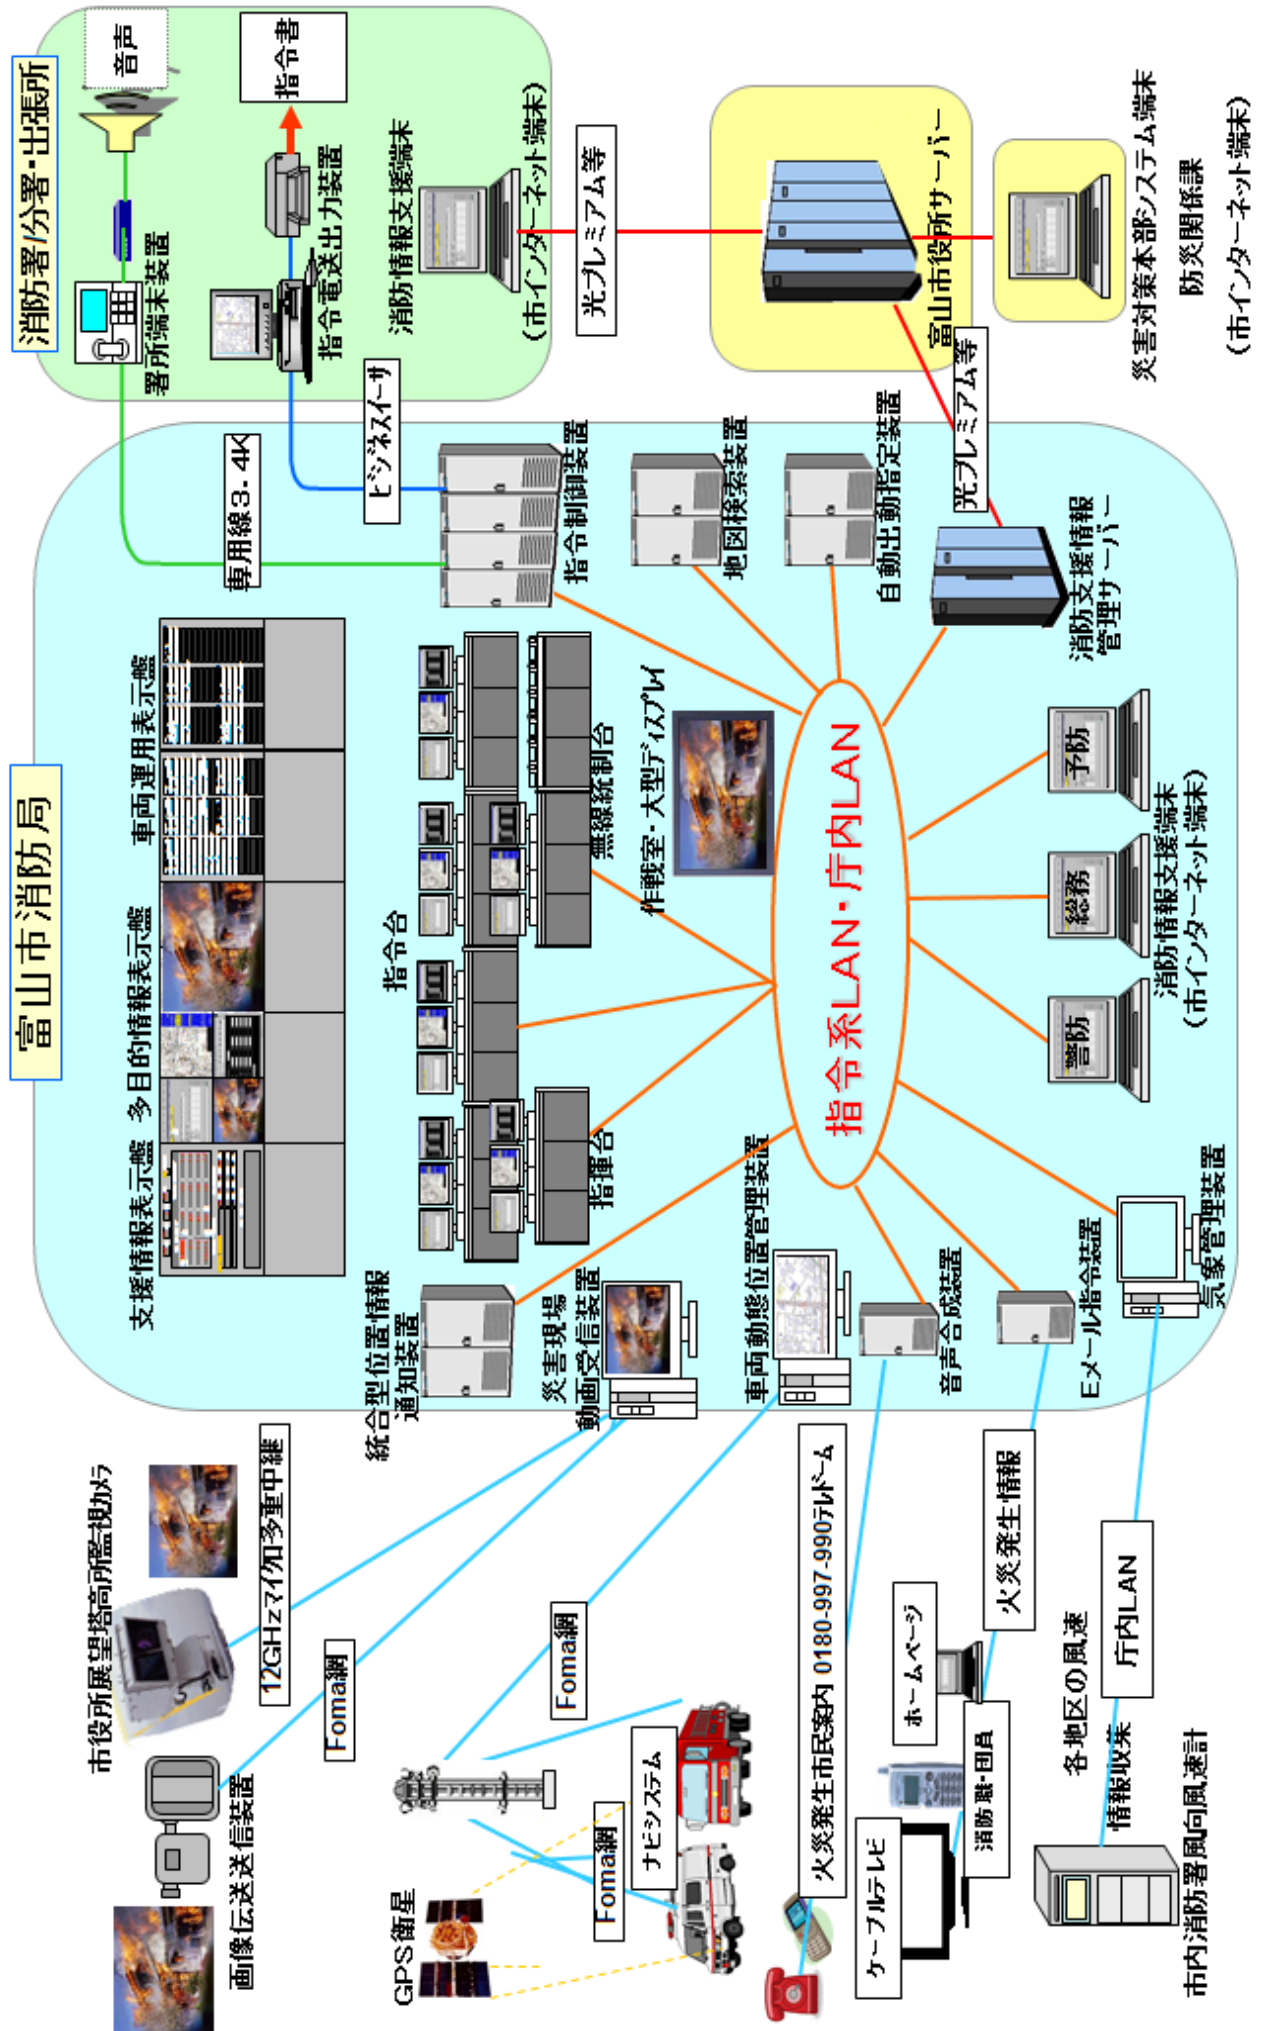 富山市消防局
支援情報表示盤
多目的情報表示盤
車両運用表示盤
指令台
指揮台
無線統制台
作戦室・大型ディスプレイ
指令系LAN・庁内LAN
統合型位置情報
通知装置
災害現場
動画受信装置
車両動態位置管理装置
音声合成装置
Eメール指令装置
気象管理装置
警防
総務
予防
消防情報支援端末
(市インターネット端末)
消防支援情報
管理サーバー
自動出動指定装置
地図検索装置
指令制御装置
専用線3.4K
ビジネスイーサ
光プレミアム等
消防署/分署・出張所
署所端末装置
音声
指令電送出力装置
指令書
消防情報支援端末
(市インターネット端末)
光プレミアム等
富山市役所サーバー
災害対策本部システム端末
防災関係課
(市インターネット端末)
市役所展望塔高所監視カメラ
12GHzマイクロ多重中継
画像伝送送信装置
Foma網
Foma網
GPS衛星
Foma網
ナビシステム
火災発生市民案内 0180-997-990テレドーム
ケーブルテレビ
ホームページ
消防職・団員
火災発生情報
各地区の風速
情報収集
庁内LAN
市内消防署風向風速計